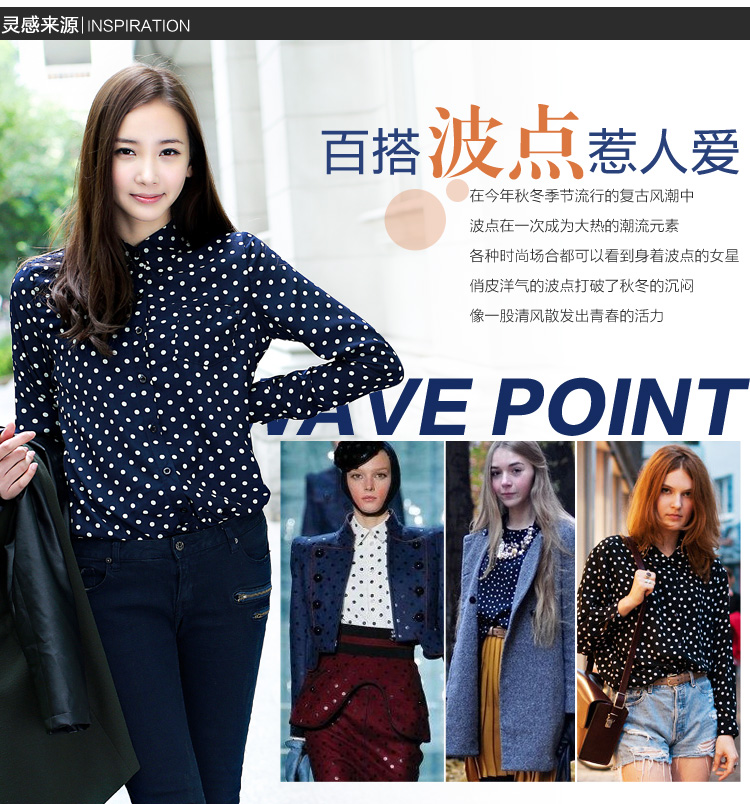 灵感来源|INSPIRATION
百搭波点惹人爱
在今年秋冬季节流行的复古风潮中
波点在一次成为大热的潮流元素
各种时尚场合都可以看到身着波点的女星
俏皮洋气的波点打破了秋冬的沉闷
像一股清风散发出青春的活力
WAVE POINT